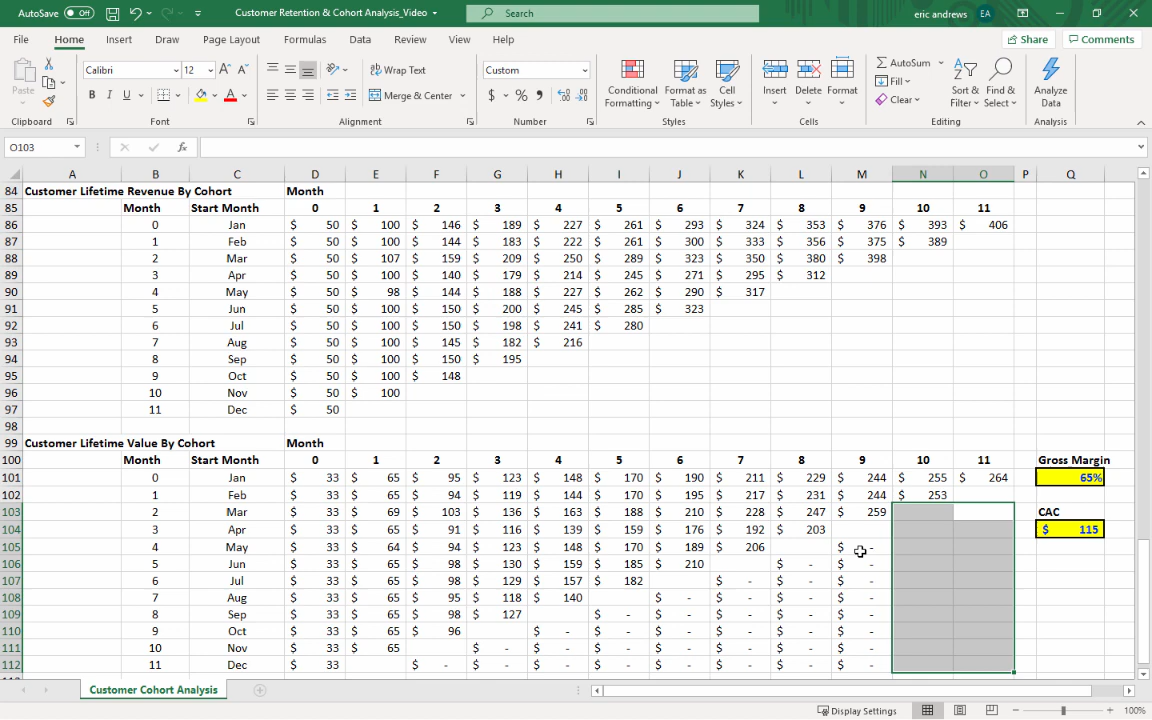 AutoSave Off Customer Retention & Cohort Analysis_Video Search eric andrews EA
File Home Insert Draw Page Layout Formulas Data Review View Help Share Comments
Paste Calibri 12 Wrap Text Custom AutoSum
B I U Merge & Center $ % Conditional Formatting Format as Table Cell Styles Insert Delete Format Fill Clear Sort & Filter Find & Select Analyze Data
Clipboard Font Alignment Number Styles Cells Editing Analysis
O103 fx
A B C D E F G H I J K L M N O P Q
84 Customer Lifetime Revenue By Cohort Month
85 Month Start Month 0 1 2 3 4 5 6 7 8 9 10 11
86 0 Jan $ 50 $ 100 $ 146 $ 189 $ 227 $ 261 $ 293 $ 324 $ 353 $ 376 $ 393 $ 406
87 1 Feb $ 50 $ 100 $ 144 $ 183 $ 222 $ 261 $ 300 $ 333 $ 356 $ 375 $ 389
88 2 Mar $ 50 $ 107 $ 159 $ 209 $ 250 $ 289 $ 323 $ 350 $ 380 $ 398
89 3 Apr $ 50 $ 100 $ 140 $ 179 $ 214 $ 245 $ 271 $ 295 $ 312
90 4 May $ 50 $ 98 $ 144 $ 188 $ 227 $ 262 $ 290 $ 317
91 5 Jun $ 50 $ 100 $ 150 $ 200 $ 245 $ 285 $ 323
92 6 Jul $ 50 $ 100 $ 150 $ 198 $ 241 $ 280
93 7 Aug $ 50 $ 100 $ 145 $ 182 $ 216
94 8 Sep $ 50 $ 100 $ 150 $ 195
95 9 Oct $ 50 $ 100 $ 148
96 10 Nov $ 50 $ 100
97 11 Dec $ 50
98
99 Customer Lifetime Value By Cohort Month
100 Month Start Month 0 1 2 3 4 5 6 7 8 9 10 11 Gross Margin
101 0 Jan $ 33 $ 65 $ 95 $ 123 $ 148 $ 170 $ 190 $ 211 $ 229 $ 244 $ 255 $ 264 65%
102 1 Feb $ 33 $ 65 $ 94 $ 119 $ 144 $ 170 $ 195 $ 217 $ 231 $ 244 $ 253
103 2 Mar $ 33 $ 69 $ 103 $ 136 $ 163 $ 188 $ 210 $ 228 $ 247 $ 259 CAC
104 3 Apr $ 33 $ 65 $ 91 $ 116 $ 139 $ 159 $ 176 $ 192 $ 203 $ 115
105 4 May $ 33 $ 64 $ 94 $ 123 $ 148 $ 170 $ 189 $ 206 $ -
106 5 Jun $ 33 $ 65 $ 98 $ 130 $ 159 $ 185 $ 210 $ - $ -
107 6 Jul $ 33 $ 65 $ 98 $ 129 $ 157 $ 182 $ - $ - $ -
108 7 Aug $ 33 $ 65 $ 95 $ 118 $ 140 $ - $ - $ - $ -
109 8 Sep $ 33 $ 65 $ 98 $ 127 $ - $ - $ - $ - $ -
110 9 Oct $ 33 $ 65 $ 96 $ - $ - $ - $ - $ - $ -
111 10 Nov $ 33 $ 65 $ - $ - $ - $ - $ - $ - $ -
112 11 Dec $ 33 $ - $ - $ - $ - $ - $ - $ - $ -
Customer Cohort Analysis
Display Settings 100%